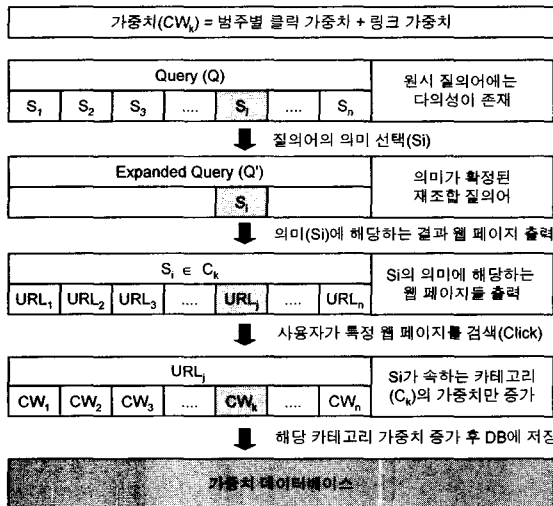 가중치(CWk) = 범주별 클릭 가중치 + 링크 가중치
Query (Q)
S1 S2 S3 .... Si .... Sn
원시 질의어에는
다의성이 존재
질의어의 의미 선택(Si)
Expanded Query (Q')
Si
의미가 확정된
재조합 질의어
의미(Si)에 해당하는 결과 웹 페이지 출력
Si ∈ Ck
URL1 URL2 URL3 .... URLj .... URLn
Si의 의미에 해당하는
웹 페이지들 출력
사용자가 특정 웹 페이지를 검색(Click)
URLj
CW1 CW2 CW3 .... CWk .... CWn
Si가 속하는 카테고리
(Ck)의 가중치만 증가
해당 카테고리 가중치 증가 후 DB에 저장
가중치 데이터베이스